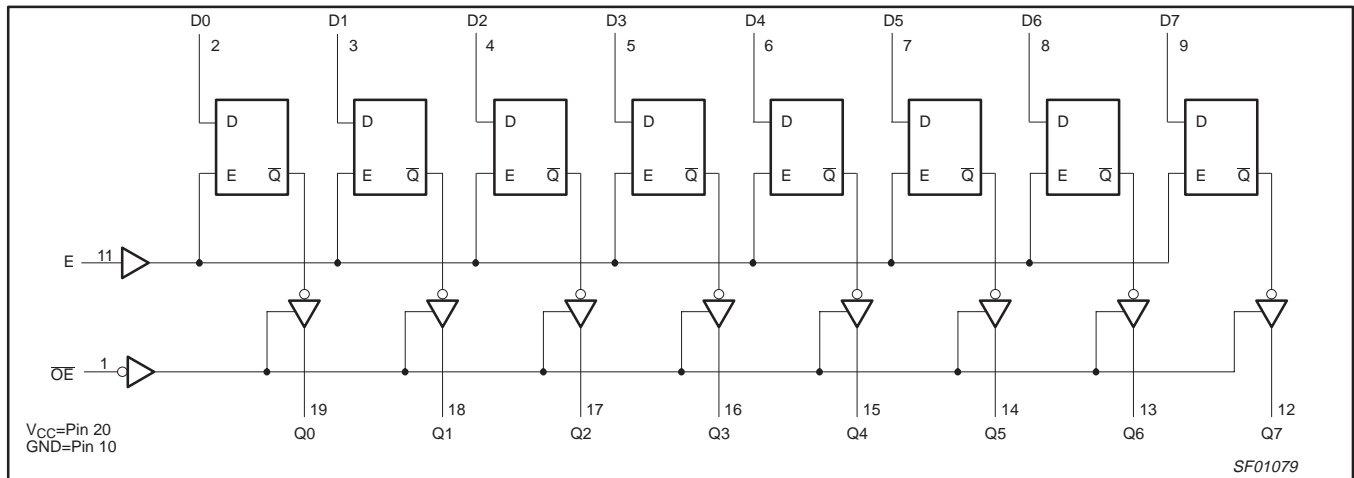 D0 D1 D2 D3 D4 D5 D6 D7
2 3 4 5 6 7 8 9
D D D D D D D D
E Q̅ E Q̅ E Q̅ E Q̅ E Q̅ E Q̅ E Q̅ E Q̅
E 11
O̅E̅ 1
19 18 17 16 15 14 13 12
Q0 Q1 Q2 Q3 Q4 Q5 Q6 Q7
VCC=Pin 20
GND=Pin 10
SF01079